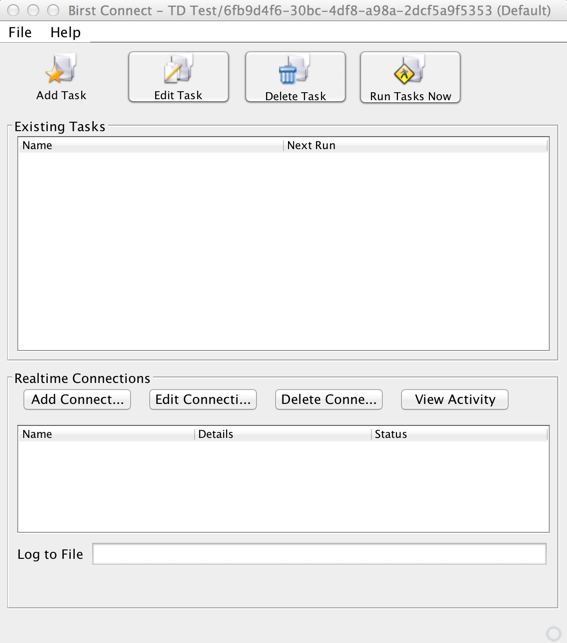 Birst Connect – TD Test/6fb9d4f6-30bc-4df8-a98a-2dcf5a9f5353 (Default)
File Help
Add Task Edit Task Delete Task Run Tasks Now
Existing Tasks
Name Next Run
Realtime Connections
Add Connect... Edit Connecti... Delete Conne... View Activity
Name Details Status
Log to File